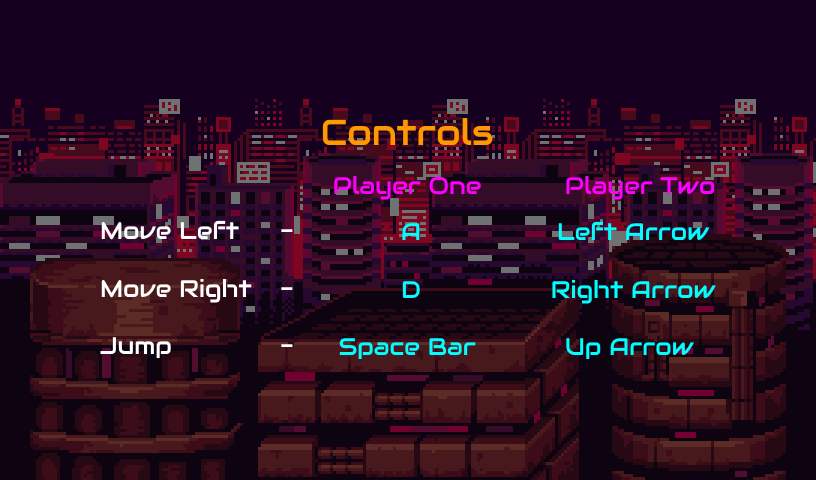 Controls
Player One Player Two
Move Left - A Left Arrow
Move Right - D Right Arrow
Jump - Space Bar Up Arrow